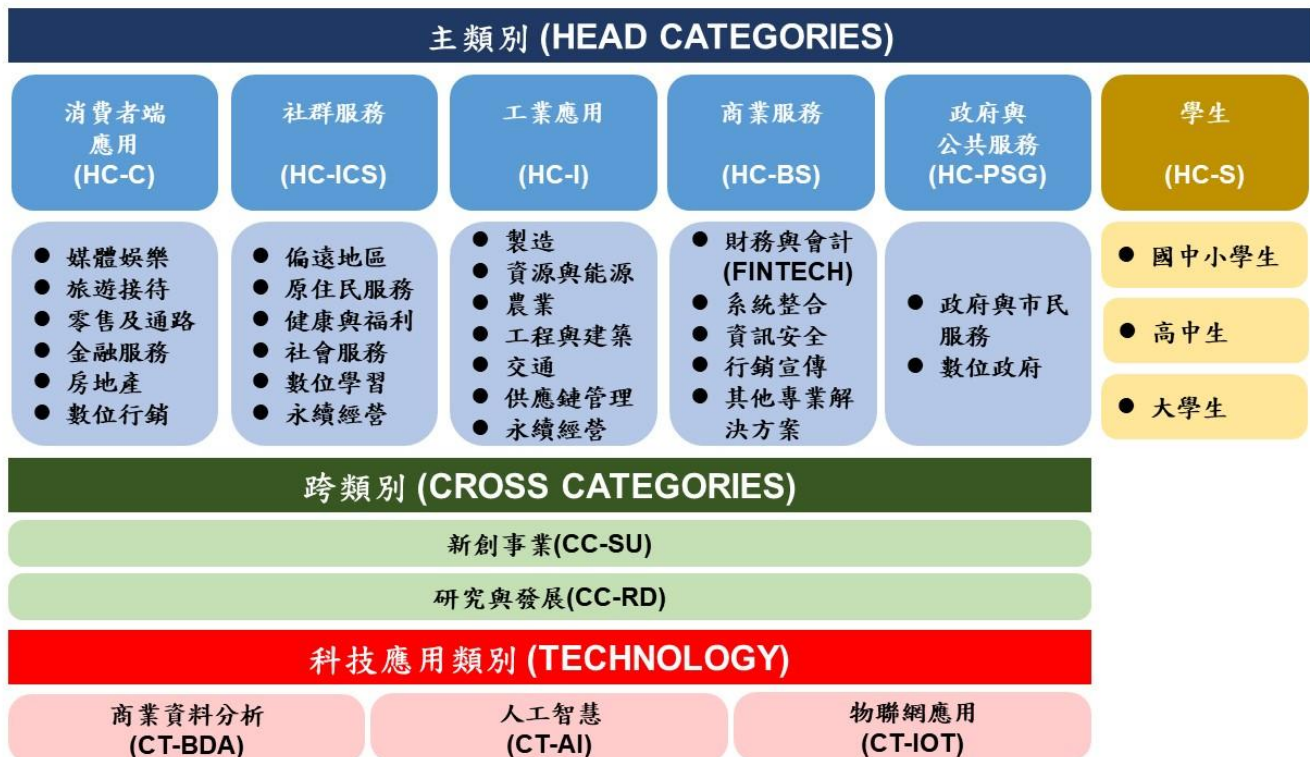 主類別 (HEAD CATEGORIES)
消費者端
應用
(HC-C)
社群服務
(HC-ICS)
工業應用
(HC-I)
商業服務
(HC-BS)
政府與
公共服務
(HC-PSG)
學生
(HC-S)
● 媒體娛樂
● 旅遊接待
● 零售及通路
● 金融服務
● 房地產
● 數位行銷
● 偏遠地區
● 原住民服務
● 健康與福利
● 社會服務
● 數位學習
● 永續經營
● 製造
● 資源與能源
● 農業
● 工程與建築
● 交通
● 供應鏈管理
● 永續經營
● 財務與會計
(FINTECH)
● 系統整合
● 資訊安全
● 行銷宣傳
● 其他專業解
決方案
● 政府與市民
服務
● 數位政府
● 國中小學生
● 高中生
● 大學生
跨類別 (CROSS CATEGORIES)
新創事業(CC-SU)
研究與發展(CC-RD)
科技應用類別 (TECHNOLOGY)
商業資料分析
(CT-BDA)
人工智慧
(CT-AI)
物聯網應用
(CT-IOT)